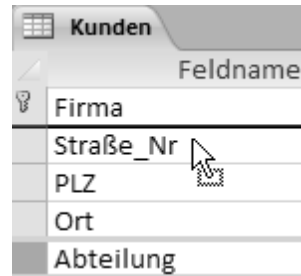 Kunden
Feldname
Firma
Straße_Nr
PLZ
Ort
Abteilung